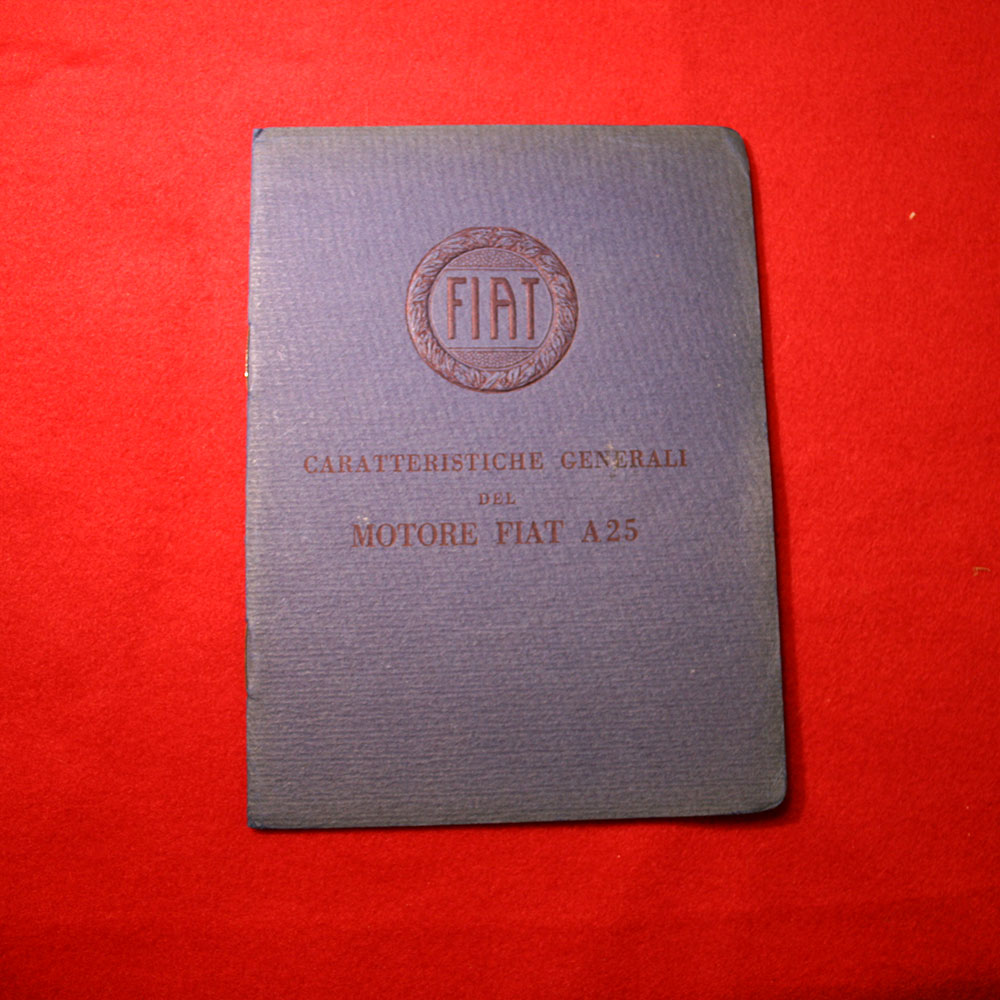 FIAT
CARATTERISTICHE GENERALI
DEL
MOTORE FIAT A25